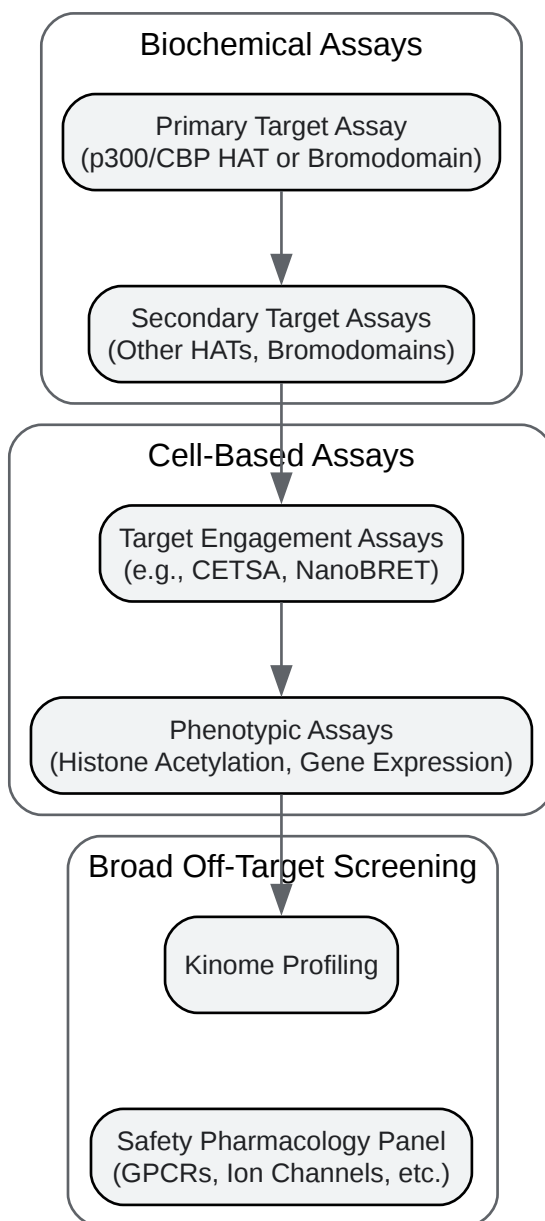 Biochemical Assays
Primary Target Assay
(p300/CBP HAT or Bromodomain)
Secondary Target Assays
(Other HATs, Bromodomains)
Cell-Based Assays
Target Engagement Assays
(e.g., CETSA, NanoBRET)
Phenotypic Assays
(Histone Acetylation, Gene Expression)
Broad Off-Target Screening
Kinome Profiling
Safety Pharmacology Panel
(GPCRs, Ion Channels, etc.)